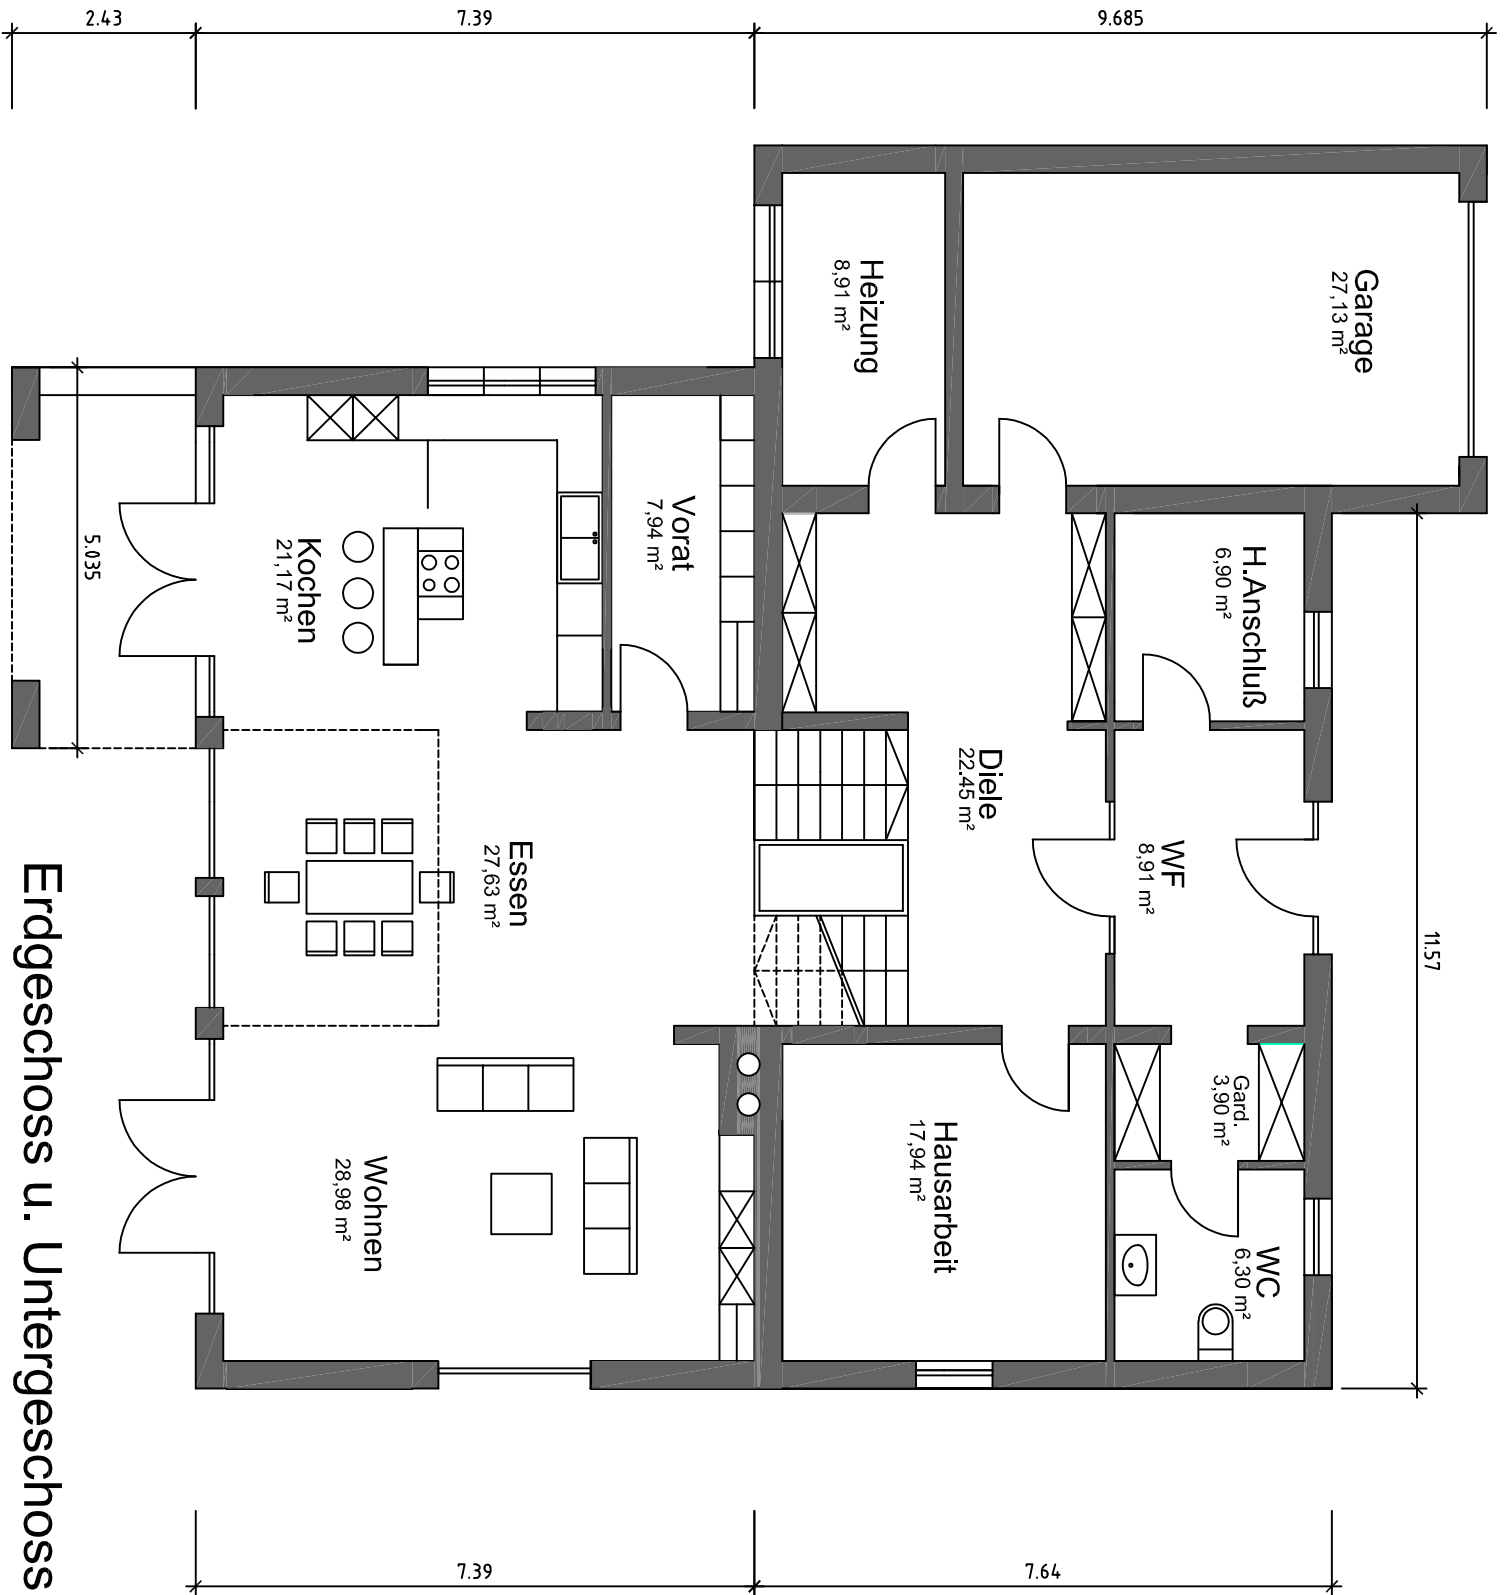 2.43
7.39
9.685
Garage
27,13 m²
Heizung
8,91 m²
5.035
Kochen
21,17 m²
Vorat
7,94 m²
H.Anschluß
6,90 m²
Diele
22.45 m²
WF
8,91 m²
11.57
Essen
27,63 m²
Gard.
3,90 m²
Wohnen
28,98 m²
Hausarbeit
17,94 m²
WC
6,30 m²
Erdgeschoss u. Untergeschoss
7.39
7.64